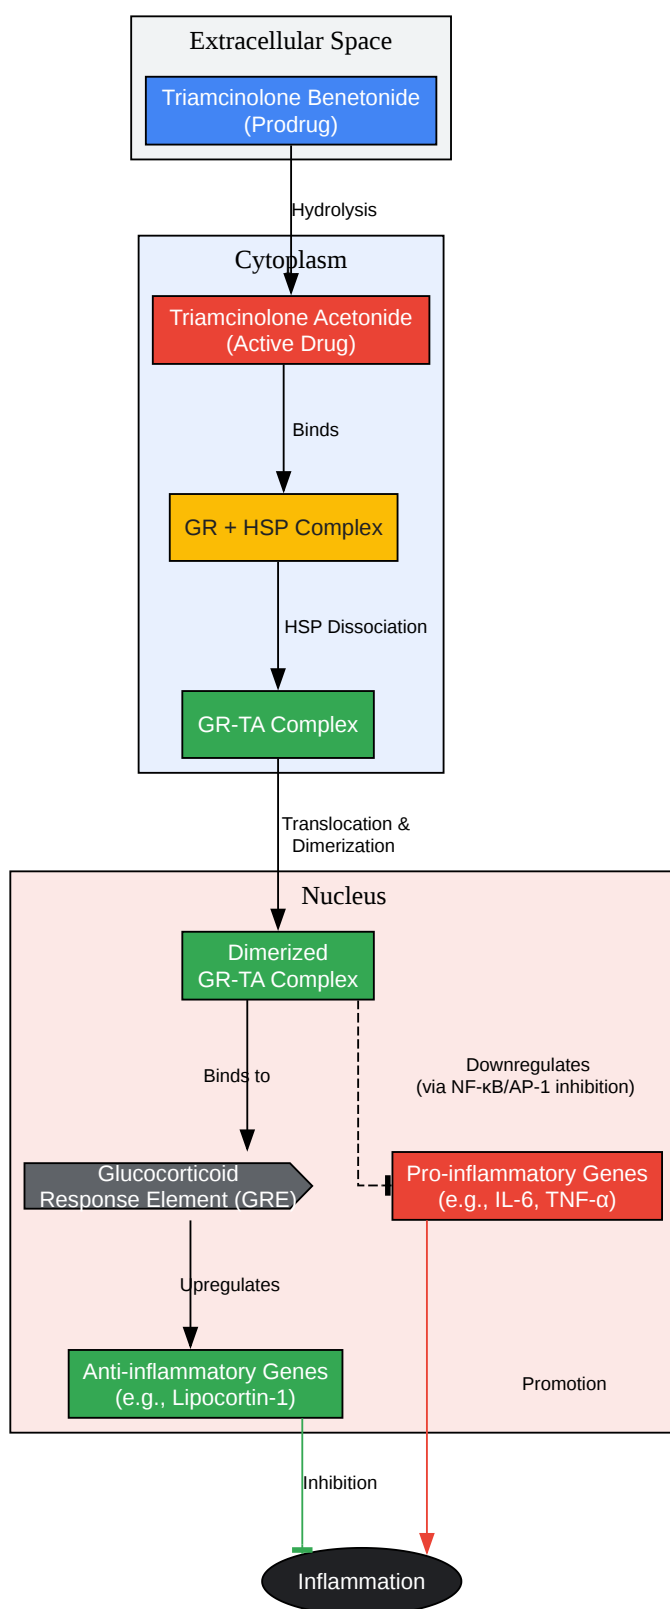 Extracellular Space
Triamcinolone Benetonide
(Prodrug)
Hydrolysis
Cytoplasm
Triamcinolone Acetonide
(Active Drug)
Binds
GR + HSP Complex
HSP Dissociation
GR-TA Complex
Translocation &
Dimerization
Nucleus
Dimerized
GR-TA Complex
Binds to
Downregulates
(via NF-κB/AP-1 inhibition)
Glucocorticoid
Response Element (GRE)
Pro-inflammatory Genes
(e.g., IL-6, TNF-α)
Upregulates
Anti-inflammatory Genes
(e.g., Lipocortin-1)
Promotion
Inhibition
Inflammation